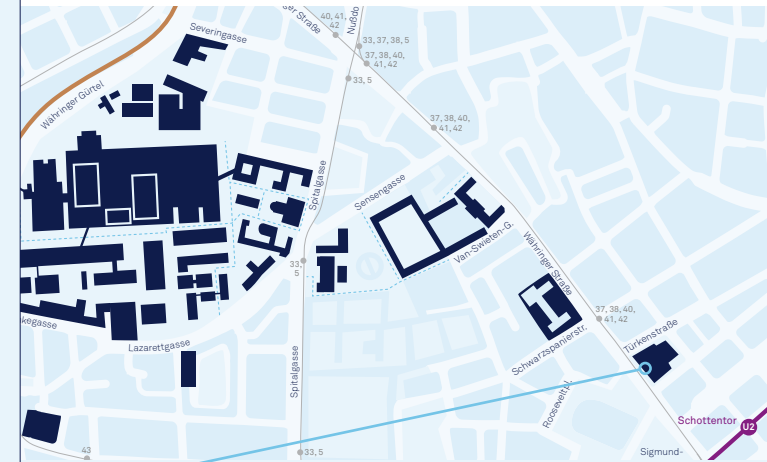 ger Straße
40, 41,
42
Nußdo
Severingasse
33, 37, 38, 5
37, 38, 40,
41, 42
33, 5
Währinger Gürtel
37, 38, 40,
41, 42
Spitalgasse
Sensengasse
Van-Swieten-G.
Währinger Straße
33,
5
kegasse
Lazarettgasse
37, 38, 40,
41, 42
Türkenstraße
Schwarzspanierstr.
Spitalgasse
Rooseveltpl.
Schottentor
U2
43
33, 5
Sigmund-